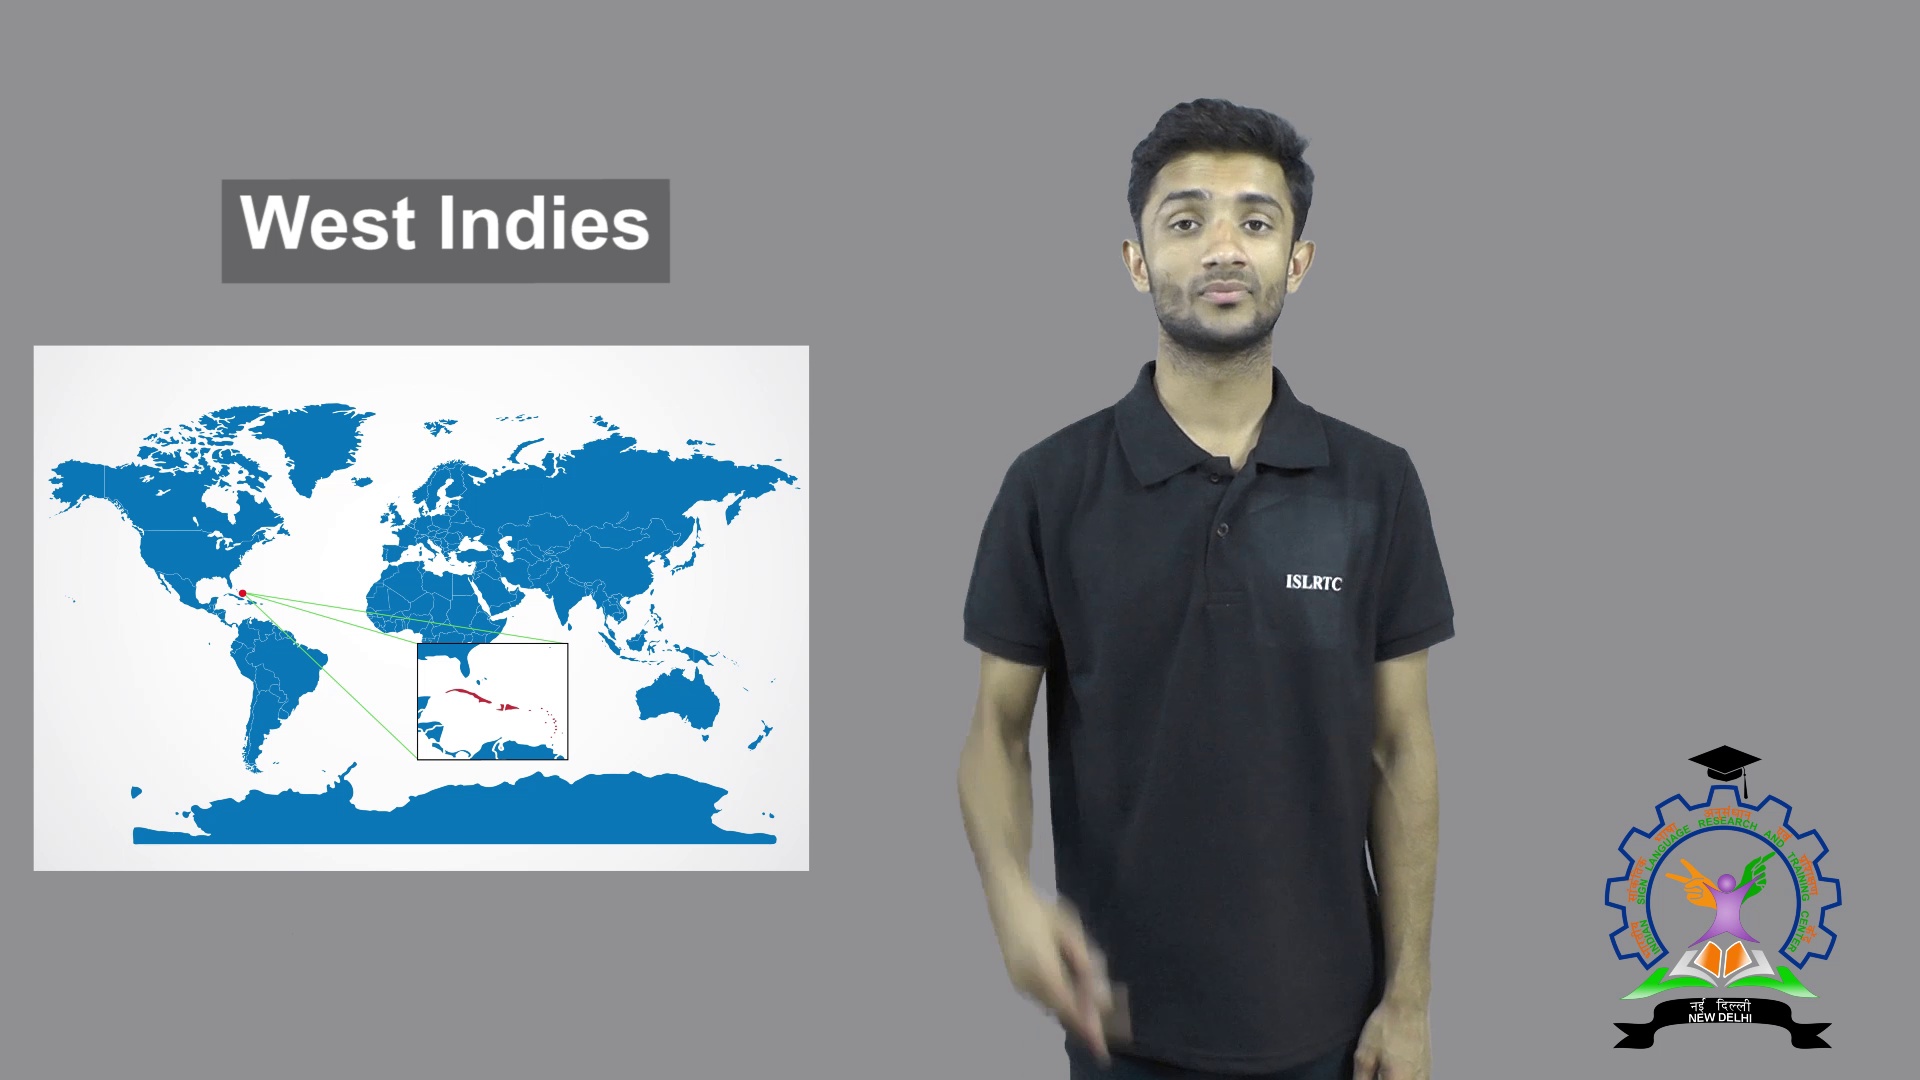 West Indies
ISLRTC
INDIAN SIGN LANGUAGE RESEARCH AND TRAINING CENTER
नई दिल्ली
NEW DELHI